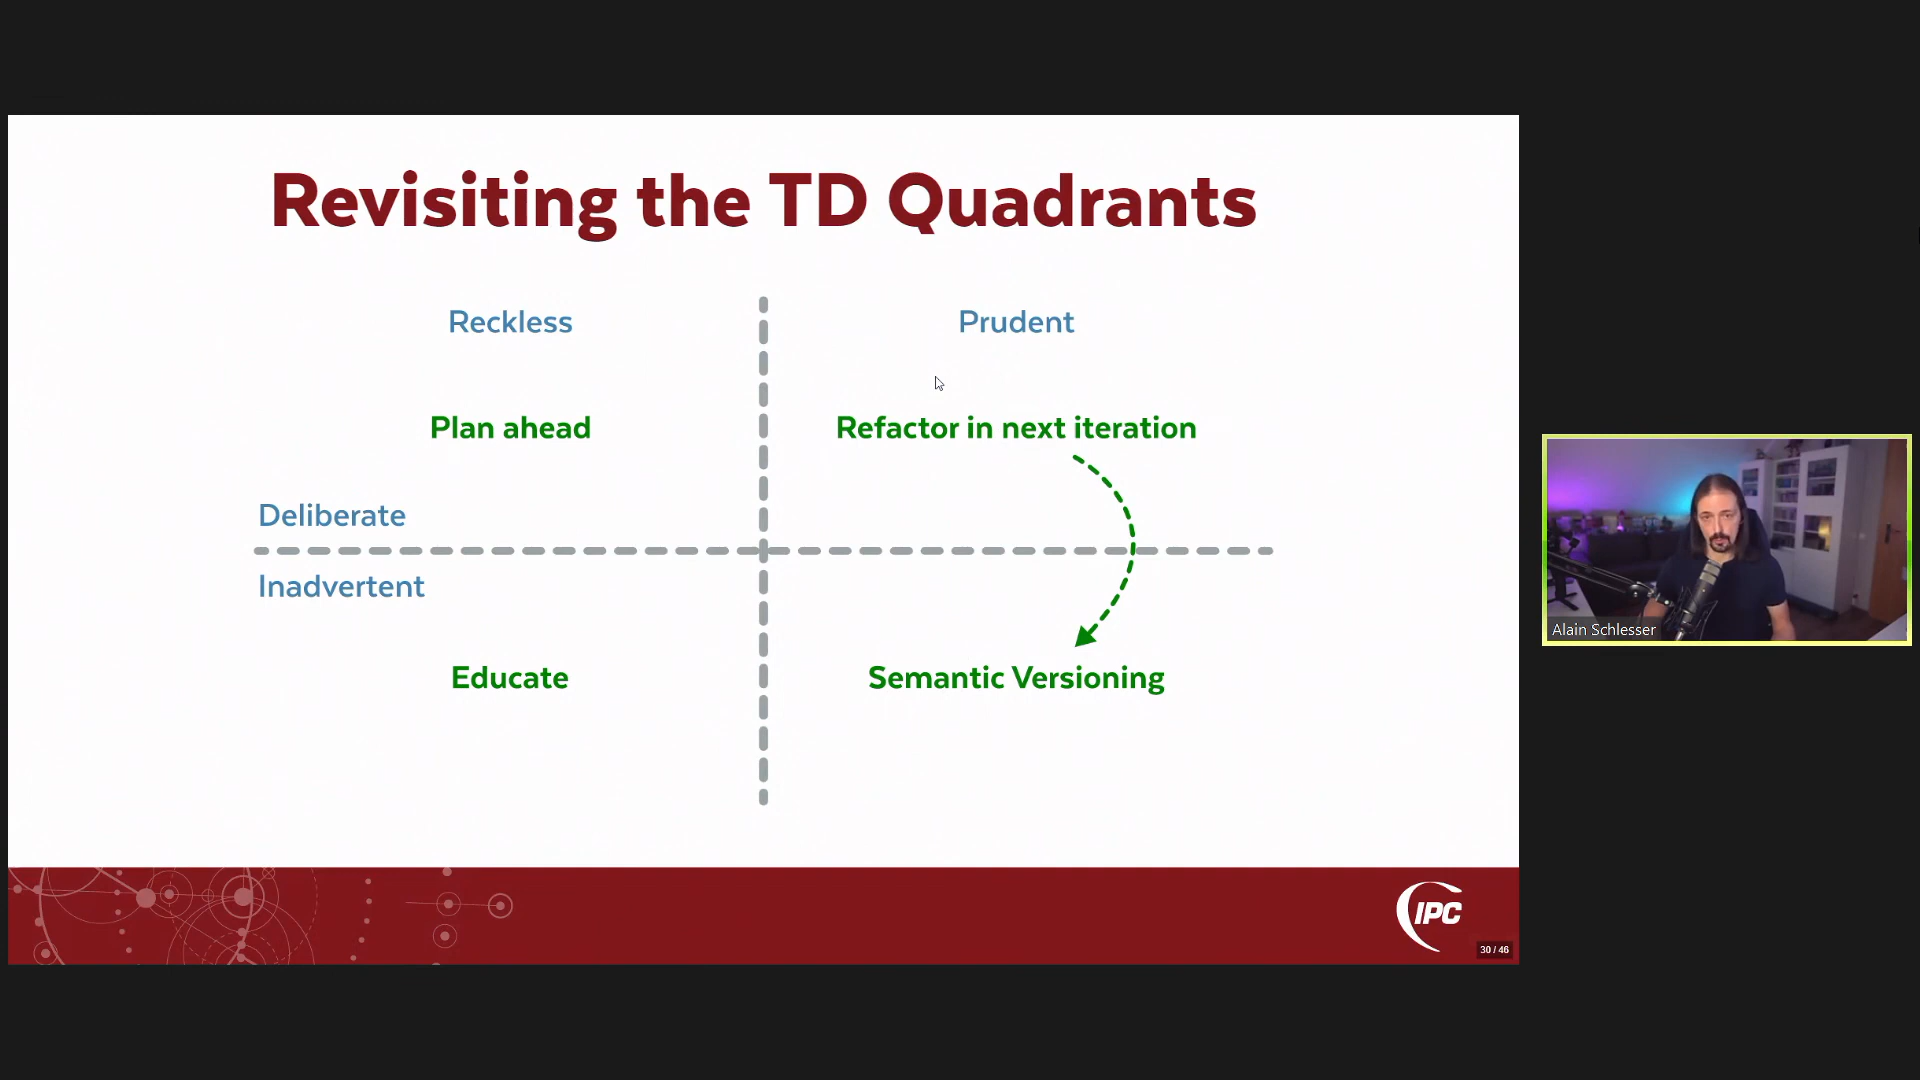 Revisiting the TD Quadrants
Reckless
Prudent
Plan ahead
Refactor in next iteration
Deliberate
Inadvertent
Educate
Semantic Versioning
Alain Schlesser
IPC
30 / 46